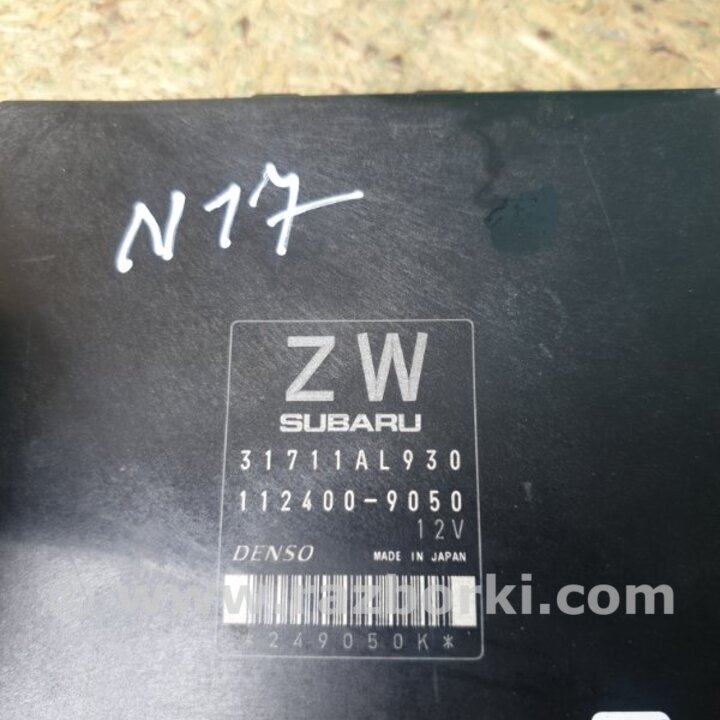 N17
ZW
SUBARU
31711AL930
112400-9050
12V
DENSO MADE IN JAPAN
© www.razborki.com
*249050K*